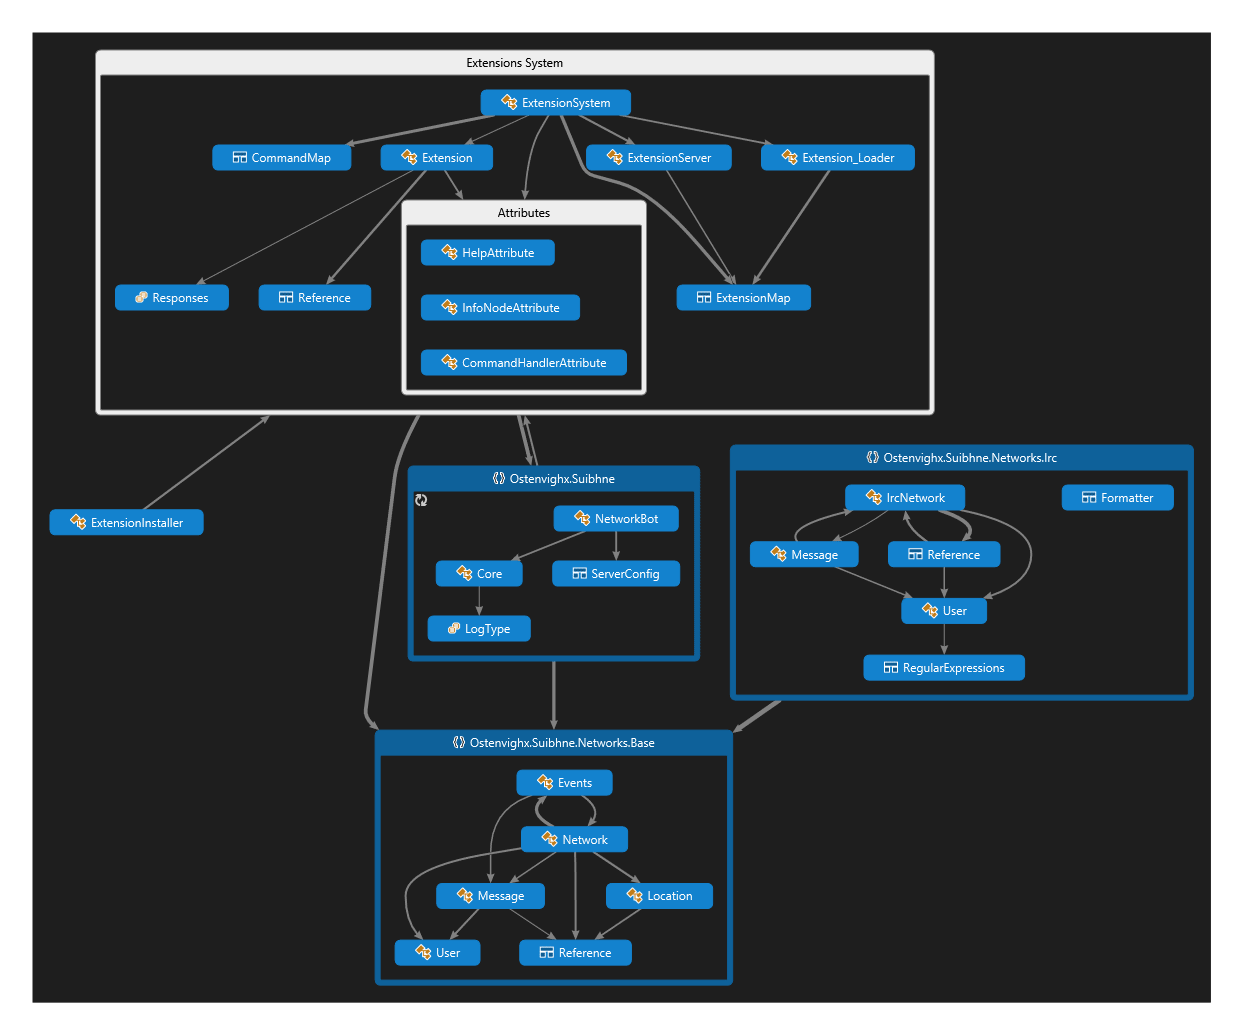 Extensions System
ExtensionSystem
CommandMap
Extension
ExtensionServer
Extension_Loader
Attributes
HelpAttribute
InfoNodeAttribute
CommandHandlerAttribute
Responses
Reference
ExtensionMap
ExtensionInstaller
Ostenvighx.Suibhne
NetworkBot
Core
ServerConfig
LogType
Ostenvighx.Suibhne.Networks.Irc
IrcNetwork
Formatter
Message
Reference
User
RegularExpressions
Ostenvighx.Suibhne.Networks.Base
Events
Network
Message
Location
User
Reference